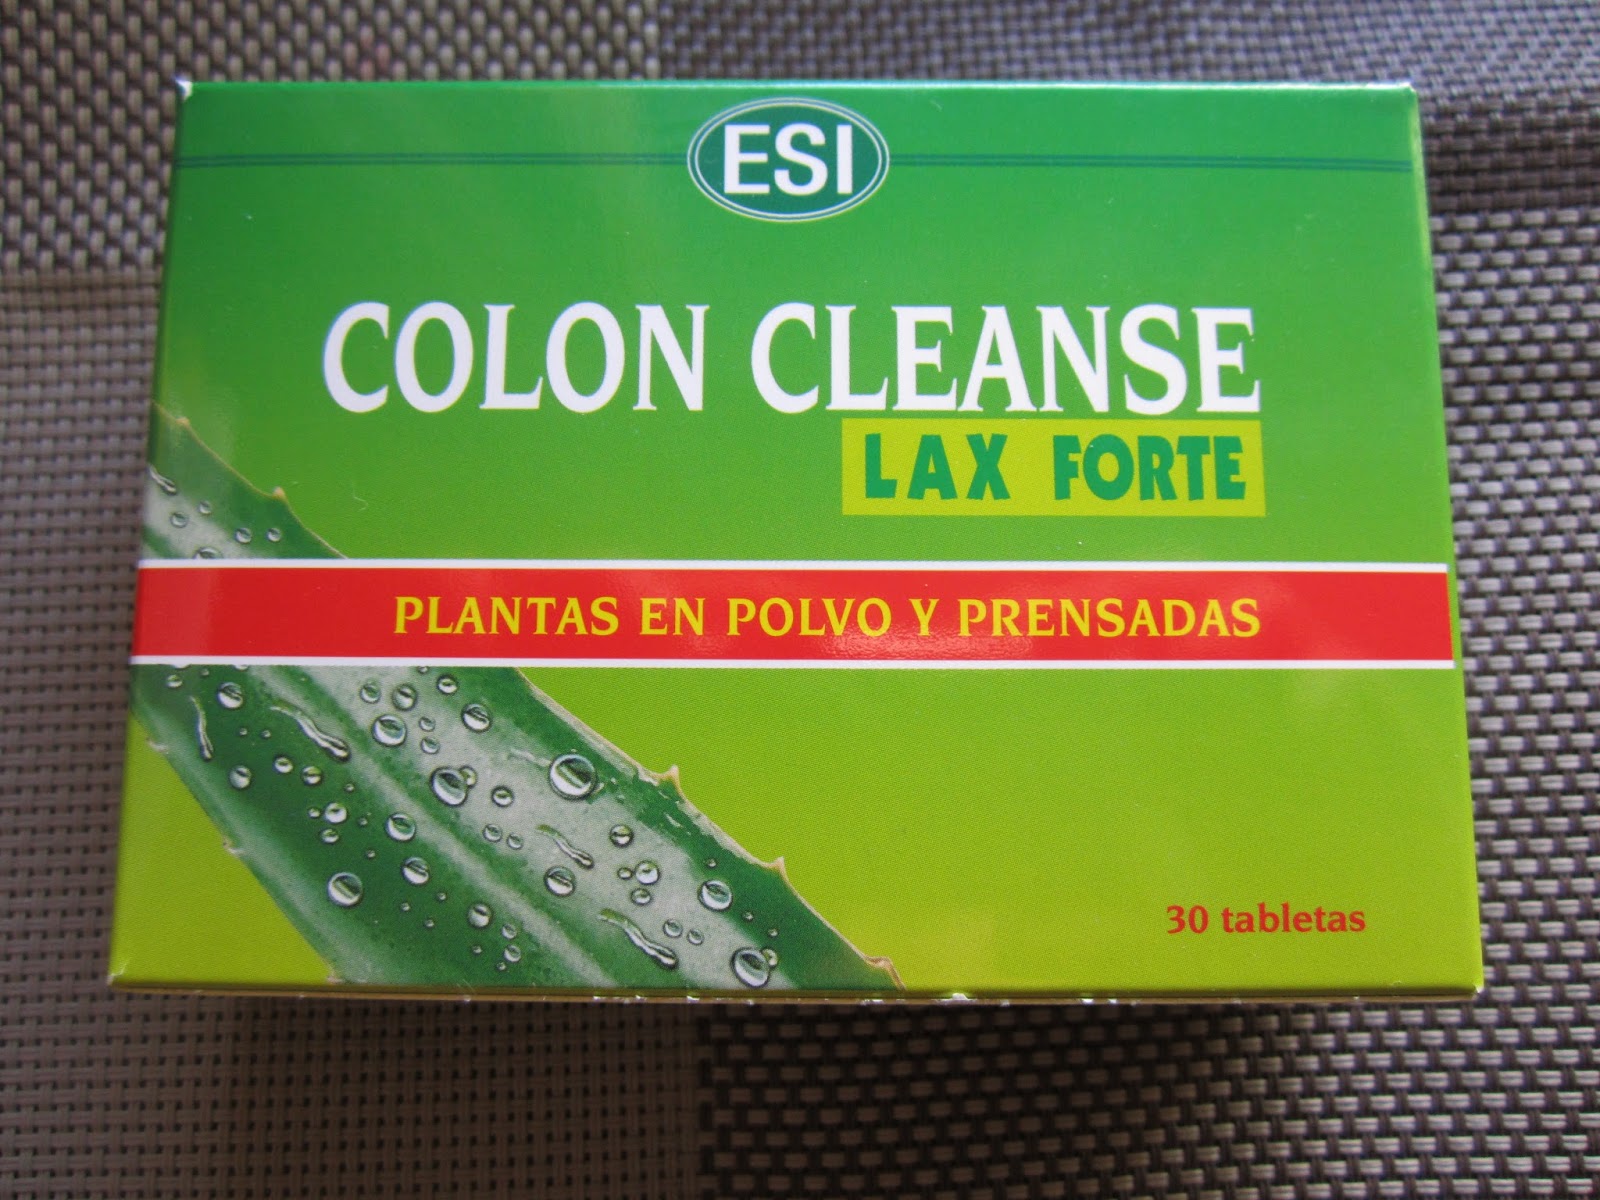 ESI
COLON CLEANSE
LAX FORTE
PLANTAS EN POLVO Y PRENSADAS
30 tabletas